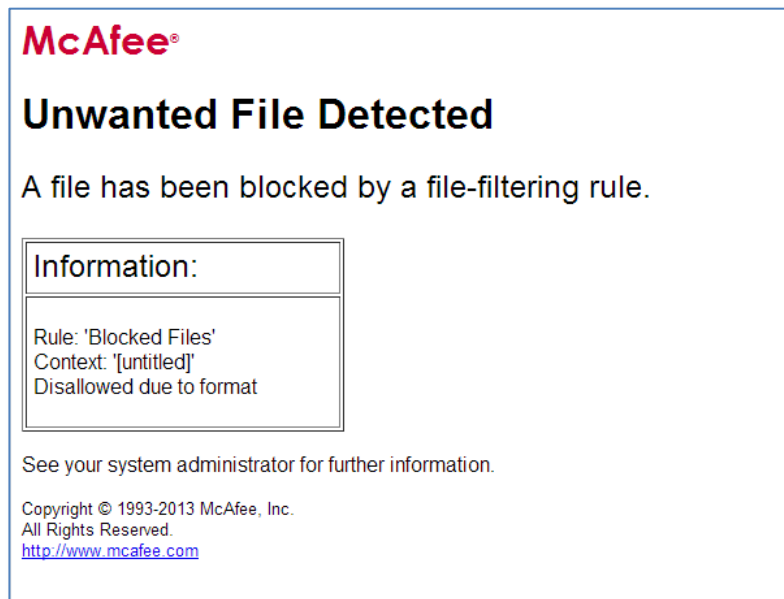 McAfee®
Unwanted File Detected
A file has been blocked by a file-filtering rule.
Information:
Rule: 'Blocked Files'
Context: '[untitled]'
Disallowed due to format
See your system administrator for further information.
Copyright © 1993-2013 McAfee, Inc.
All Rights Reserved.
http://www.mcafee.com